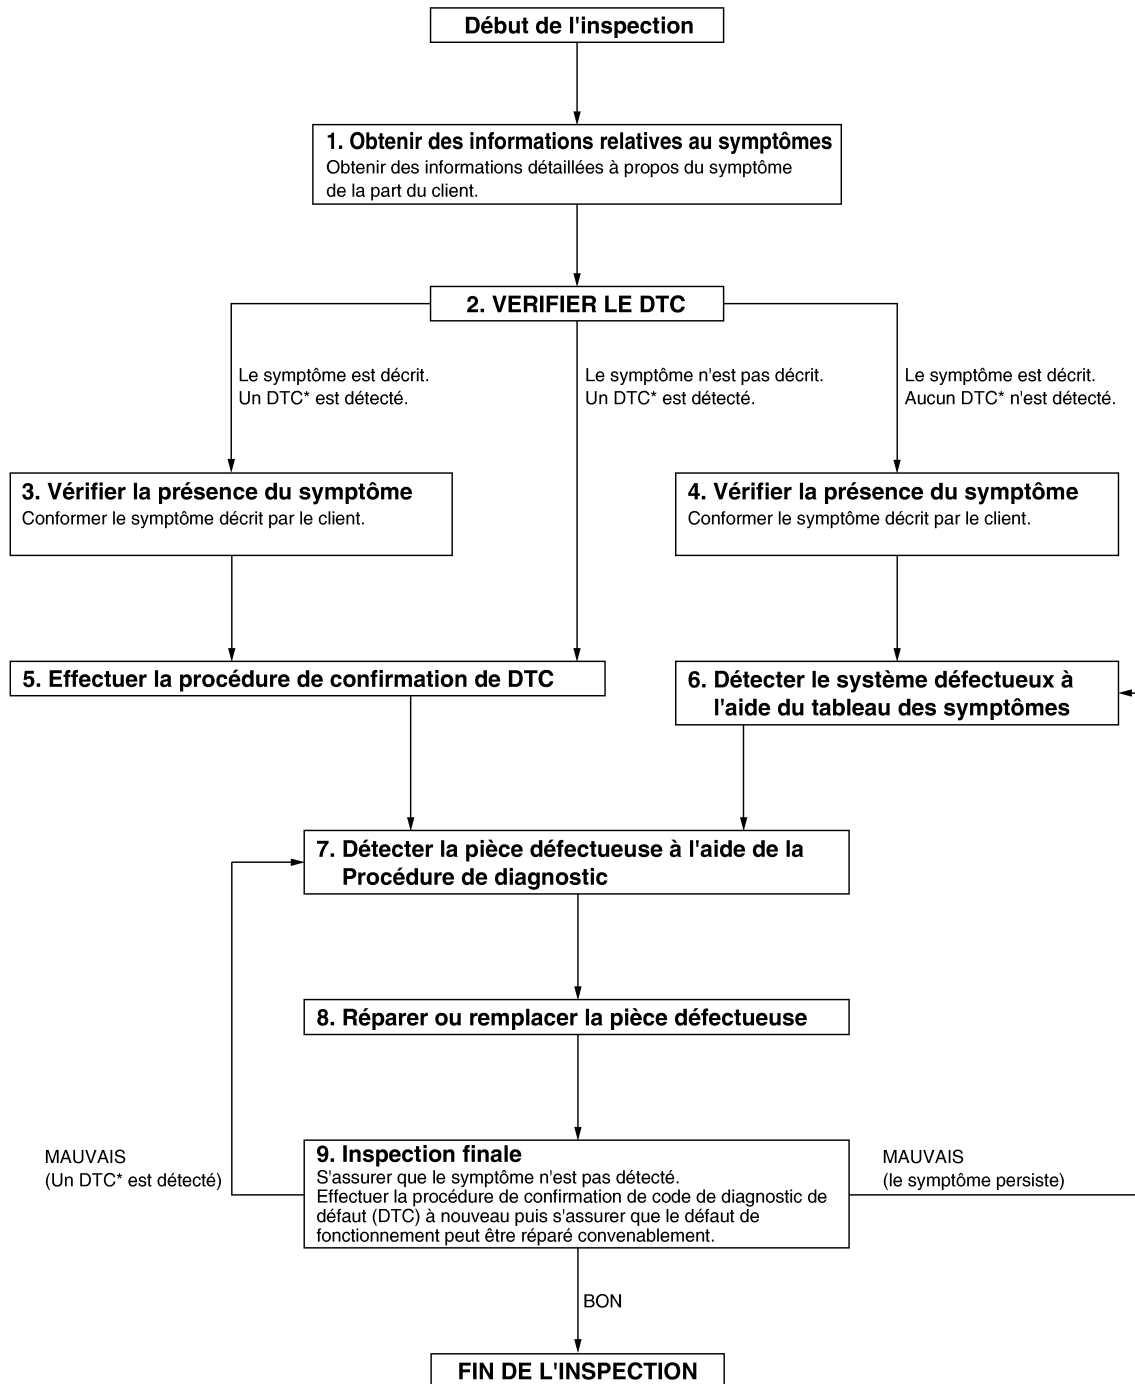 Début de l'inspection
1. Obtenir des informations relatives au symptômes
Obtenir des informations détaillées à propos du symptôme
de la part du client.
2. VERIFIER LE DTC
Le symptôme est décrit.
Un DTC* est détecté.
Le symptôme n'est pas décrit.
Un DTC* est détecté.
Le symptôme est décrit.
Aucun DTC* n'est détecté.
3. Vérifier la présence du symptôme
Conformer le symptôme décrit par le client.
4. Vérifier la présence du symptôme
Conformer le symptôme décrit par le client.
5. Effectuer la procédure de confirmation de DTC
6. Détecter le système défectueux à
l'aide du tableau des symptômes
7. Détecter la pièce défectueuse à l'aide de la
Procédure de diagnostic
8. Réparer ou remplacer la pièce défectueuse
MAUVAIS
(Un DTC* est détecté)
9. Inspection finale
S'assurer que le symptôme n'est pas détecté.
Effectuer la procédure de confirmation de code de diagnostic de
défaut (DTC) à nouveau puis s'assurer que le défaut de
fonctionnement peut être réparé convenablement.
MAUVAIS
(le symptôme persiste)
BON
FIN DE L'INSPECTION